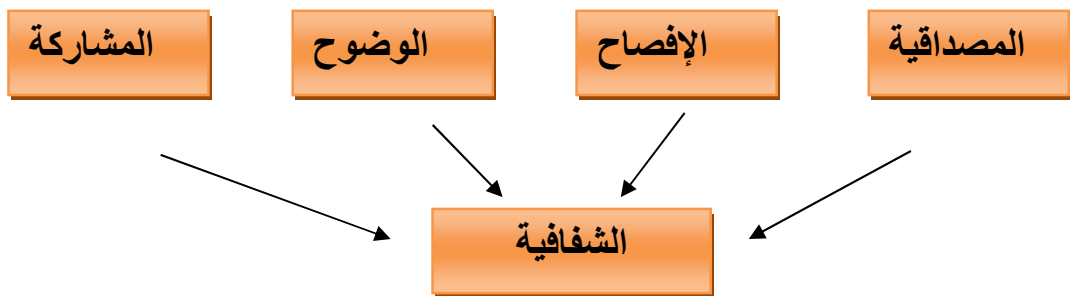 المصداقية
الإفصاح
الوضوح
المشاركة
الشفافية